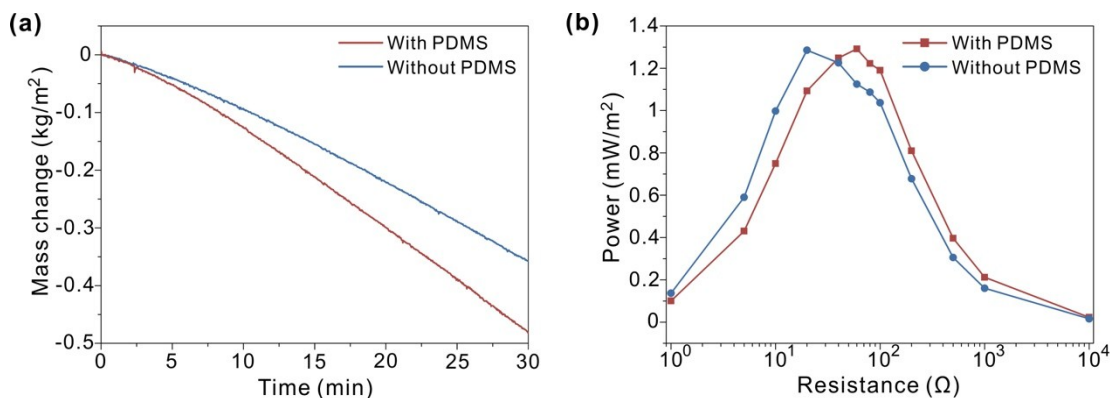 (a)
With PDMS
Without PDMS
Mass change (kg/m²)
0
-0.1
-0.2
-0.3
-0.4
-0.5
0 5 10 15 20 25 30
Time (min)
(b)
With PDMS
Without PDMS
Power (mW/m²)
1.4
1.2
1
0.8
0.6
0.4
0.2
0
10⁰ 10¹ 10² 10³ 10⁴
Resistance (Ω)